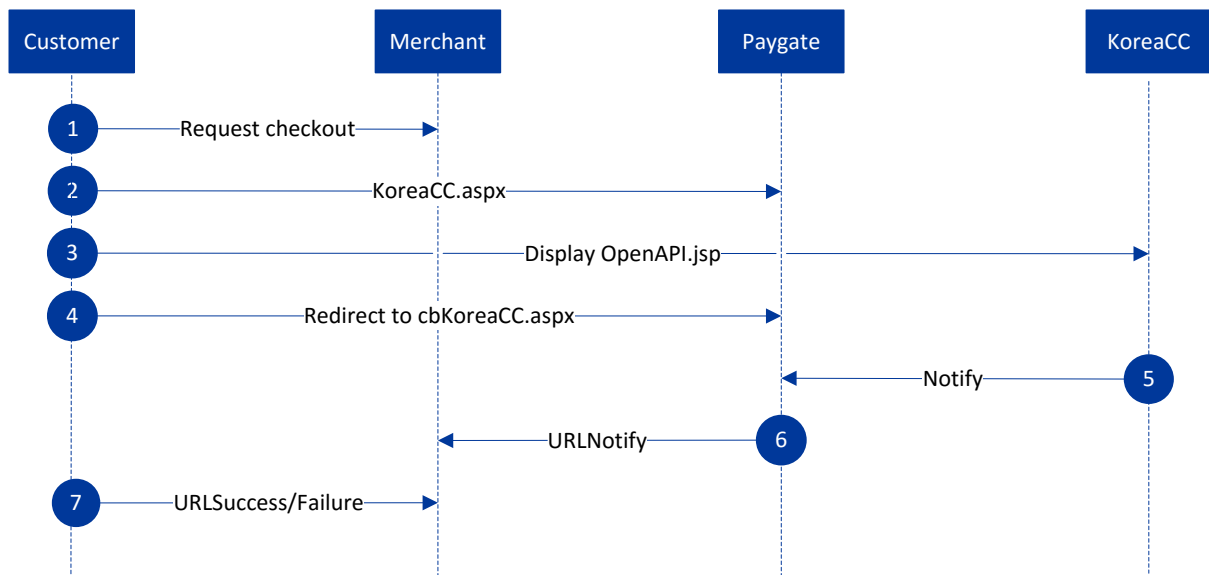 Customer
Merchant
Paygate
KoreaCC
1
Request checkout
2
KoreaCC.aspx
3
Display OpenAPI.jsp
4
Redirect to cbKoreaCC.aspx
Notify
5
URLNotify
6
7
URLSuccess/Failure